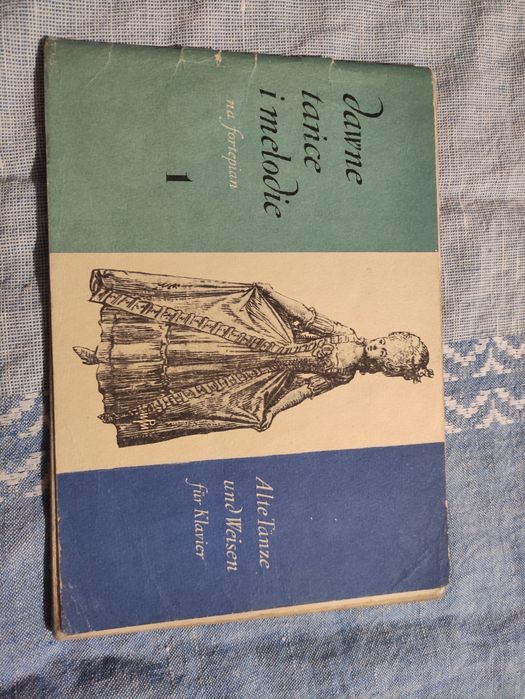 dawne
tańce
i melodie
na fortepian
1
Alte Tänze
und Weisen
für Klavier